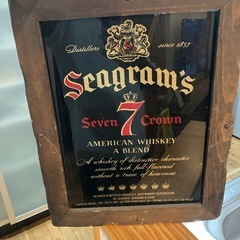 Distillers since 1857
Seagram's
Seven 7 Crown
AMERICAN WHISKEY
A BLEND
A whiskey of distinctive character
smooth, rich, full-flavored
without a trace of heaviness